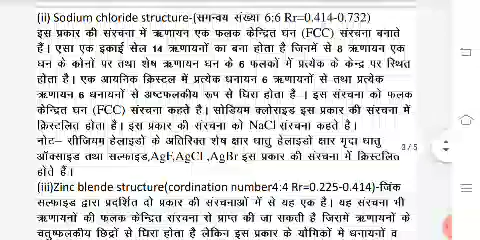 (ii) Sodium chloride structure-(समन्वय संख्या 6:6 Rr=0.414-0.732)
इस प्रकार की संरचना में ऋणायन एक फलक केन्द्रित घन (FCC) संरचना बनाते
हैं । एसा एक इकाई सेल 14 ऋणायनों का बना होता है जिनमें से 8 ऋणायन एक
घन के कोनों पर तथा शेष ऋणायन घन के 6 फलकों में प्रत्येक के केन्द्र पर स्थित
होता है । एक आयनिक क्रिस्टल में प्रत्येक धनायन 6 ऋणायनों से तथा प्रत्येक
ऋणायन 6 धनायनों से अष्टफलकीय रूप से घिरा होता है । इस संरचना को फलक
केन्द्रित घन (FCC) संरचना कहते है । सोडियम क्लोराइड इस प्रकार की संरचना में
क्रिस्टलित होता है । इस प्रकार की संरचना को NaCl संरचना कहते है ।
नोट– सीजियम हेलाइडों के अतिरिक्त शेष क्षार धातु हेलाइडों क्षार मृदा धातु
ऑक्साइड तथा सल्फाइड,AgF,AgCl ,AgBr इस प्रकार की संरचना में क्रिस्टलित
होते हैं ।
3/5
(iii)Zinc blende structure(cordination number4:4 Rr=0.225-0.414)-जिंक
सल्फाइड द्वारा प्रदर्शित दो प्रकार की संरचनाओं में से यह एक है । यह संरचना भी
ऋणायनों की फलक केन्द्रित संरचना से प्राप्त की जा सकती है जिसमें ऋणायनों के
चतुष्फलकीय छिद्रों से घिरा होता है लेकिन इस प्रकार के यौगिकों मे धनायनों व